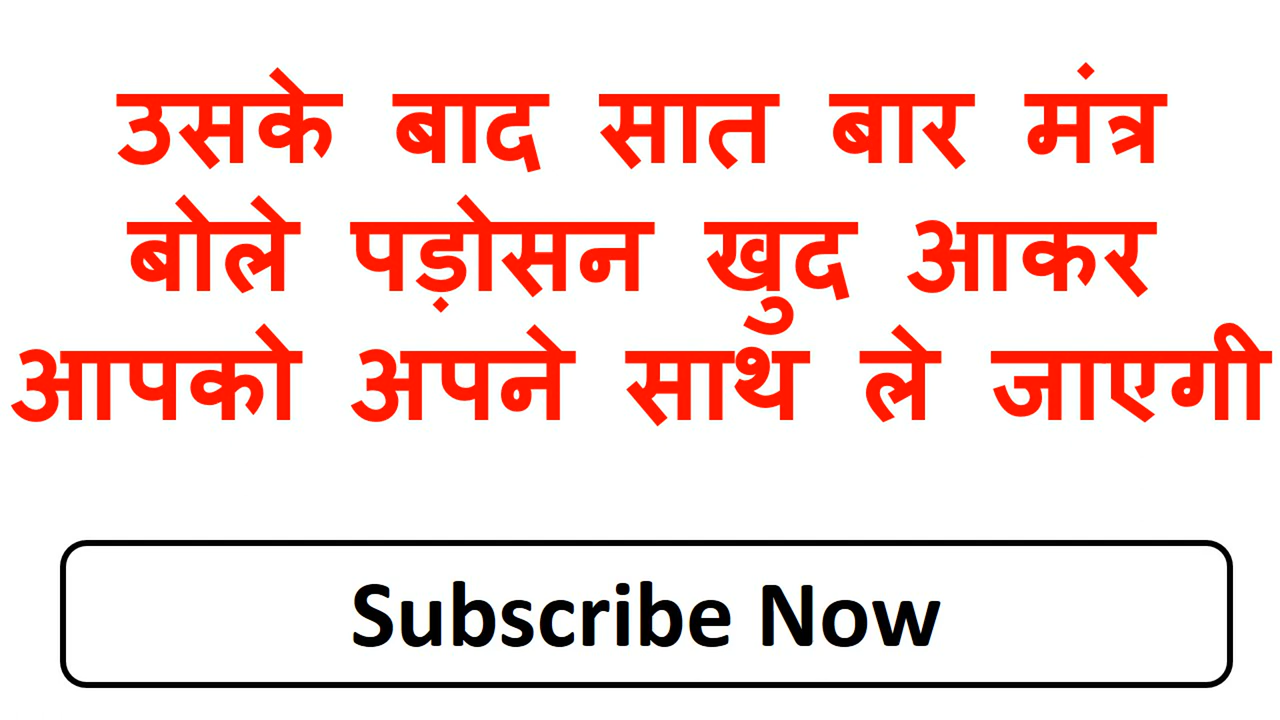 उसके बाद सात बार मंत्र
बोले पड़ोसन खुद आकर
आपको अपने साथ ले जाएगी
Subscribe Now